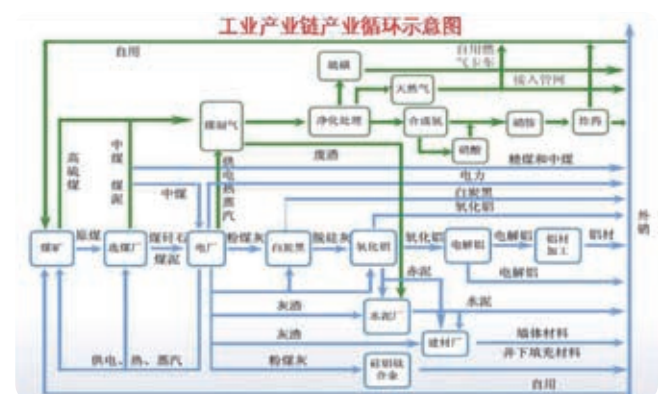 工业产业链产业循环示意图
自用
硫磺
自用燃
气卡车
天然气
接入管网
煤制气
净化处理
合成氨
硝铵
炸药
硝酸
高硫煤
中煤
煤泥
供电热蒸汽
废渣
精煤和中煤
中煤
电力
白炭黑
氧化铝
外销
煤矿
原煤
选煤厂
煤矸石
煤泥
电厂
粉煤灰
白炭黑
脱硅灰
氧化铝
氧化铝
电解铝
电解铝
铝材
加工
铝材
赤泥
电解铝
灰渣
水泥厂
水泥
灰渣
建材厂
墙体材料
供电、热、蒸汽
粉煤灰
硅铝钛
合金
井下填充材料
自用